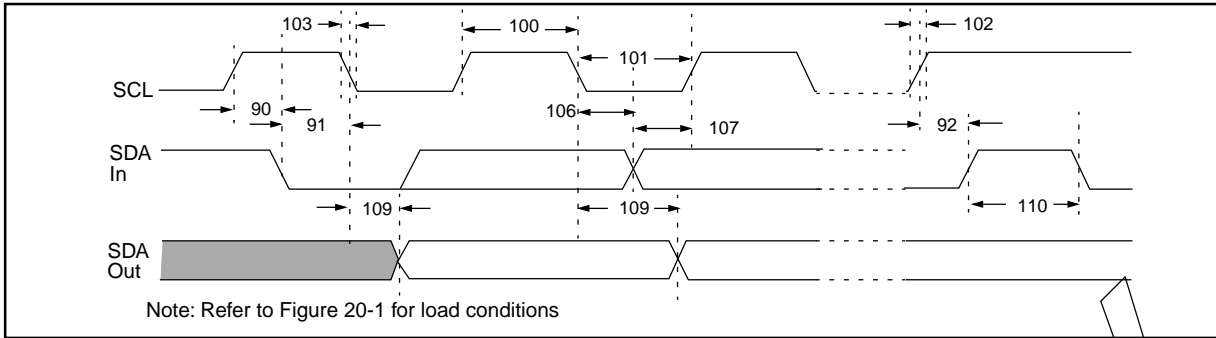 103
100
102
101
SCL
90
106
91
107
92
SDA
In
109
109
110
SDA
Out
Note: Refer to Figure 20-1 for load conditions